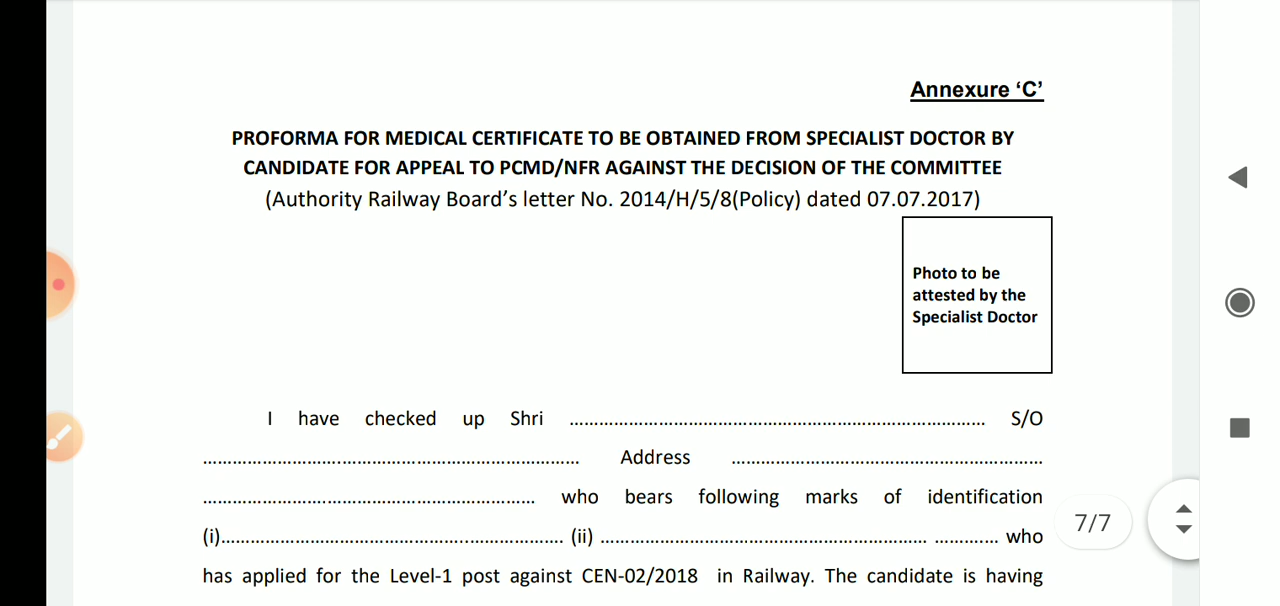 Annexure ‘C’
PROFORMA FOR MEDICAL CERTIFICATE TO BE OBTAINED FROM SPECIALIST DOCTOR BY
CANDIDATE FOR APPEAL TO PCMD/NFR AGAINST THE DECISION OF THE COMMITTEE
(Authority Railway Board’s letter No. 2014/H/5/8(Policy) dated 07.07.2017)
Photo to be
attested by the
Specialist Doctor
I have checked up Shri ...................................................................... S/O
................................................................ Address .....................................................
........................................................ who bears following marks of identification
(i)........................................................... (ii) ....................................................... ............ who
has applied for the Level-1 post against CEN-02/2018 in Railway. The candidate is having
7/7